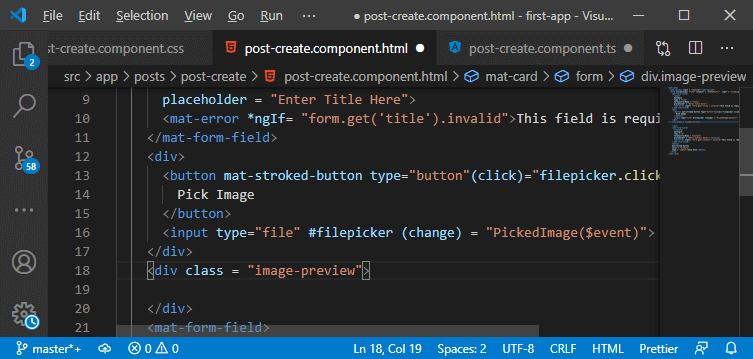 File Edit Selection View Go Run ··· ● post-create.component.html - first-app - Visu...
st-create.component.css post-create.component.html ● post-create.component.ts ●
src > app > posts > post-create > post-create.component.html > mat-card > form > div.image-preview
9 placeholder = "Enter Title Here">
10 <mat-error *ngIf= "form.get('title').invalid">This field is requi
11 </mat-form-field>
12 <div>
13 <button mat-stroked-button type="button"(click)="filepicker.click
14 Pick Image
15 </button>
16 <input type="file" #filepicker (change) = "PickedImage($event)">
17 </div>
18 <div class = "image-preview">
19
20 </div>
21 <mat-form-field>
2
58
master*+ 0 0 Ln 18, Col 19 Spaces: 2 UTF-8 CRLF HTML Prettier